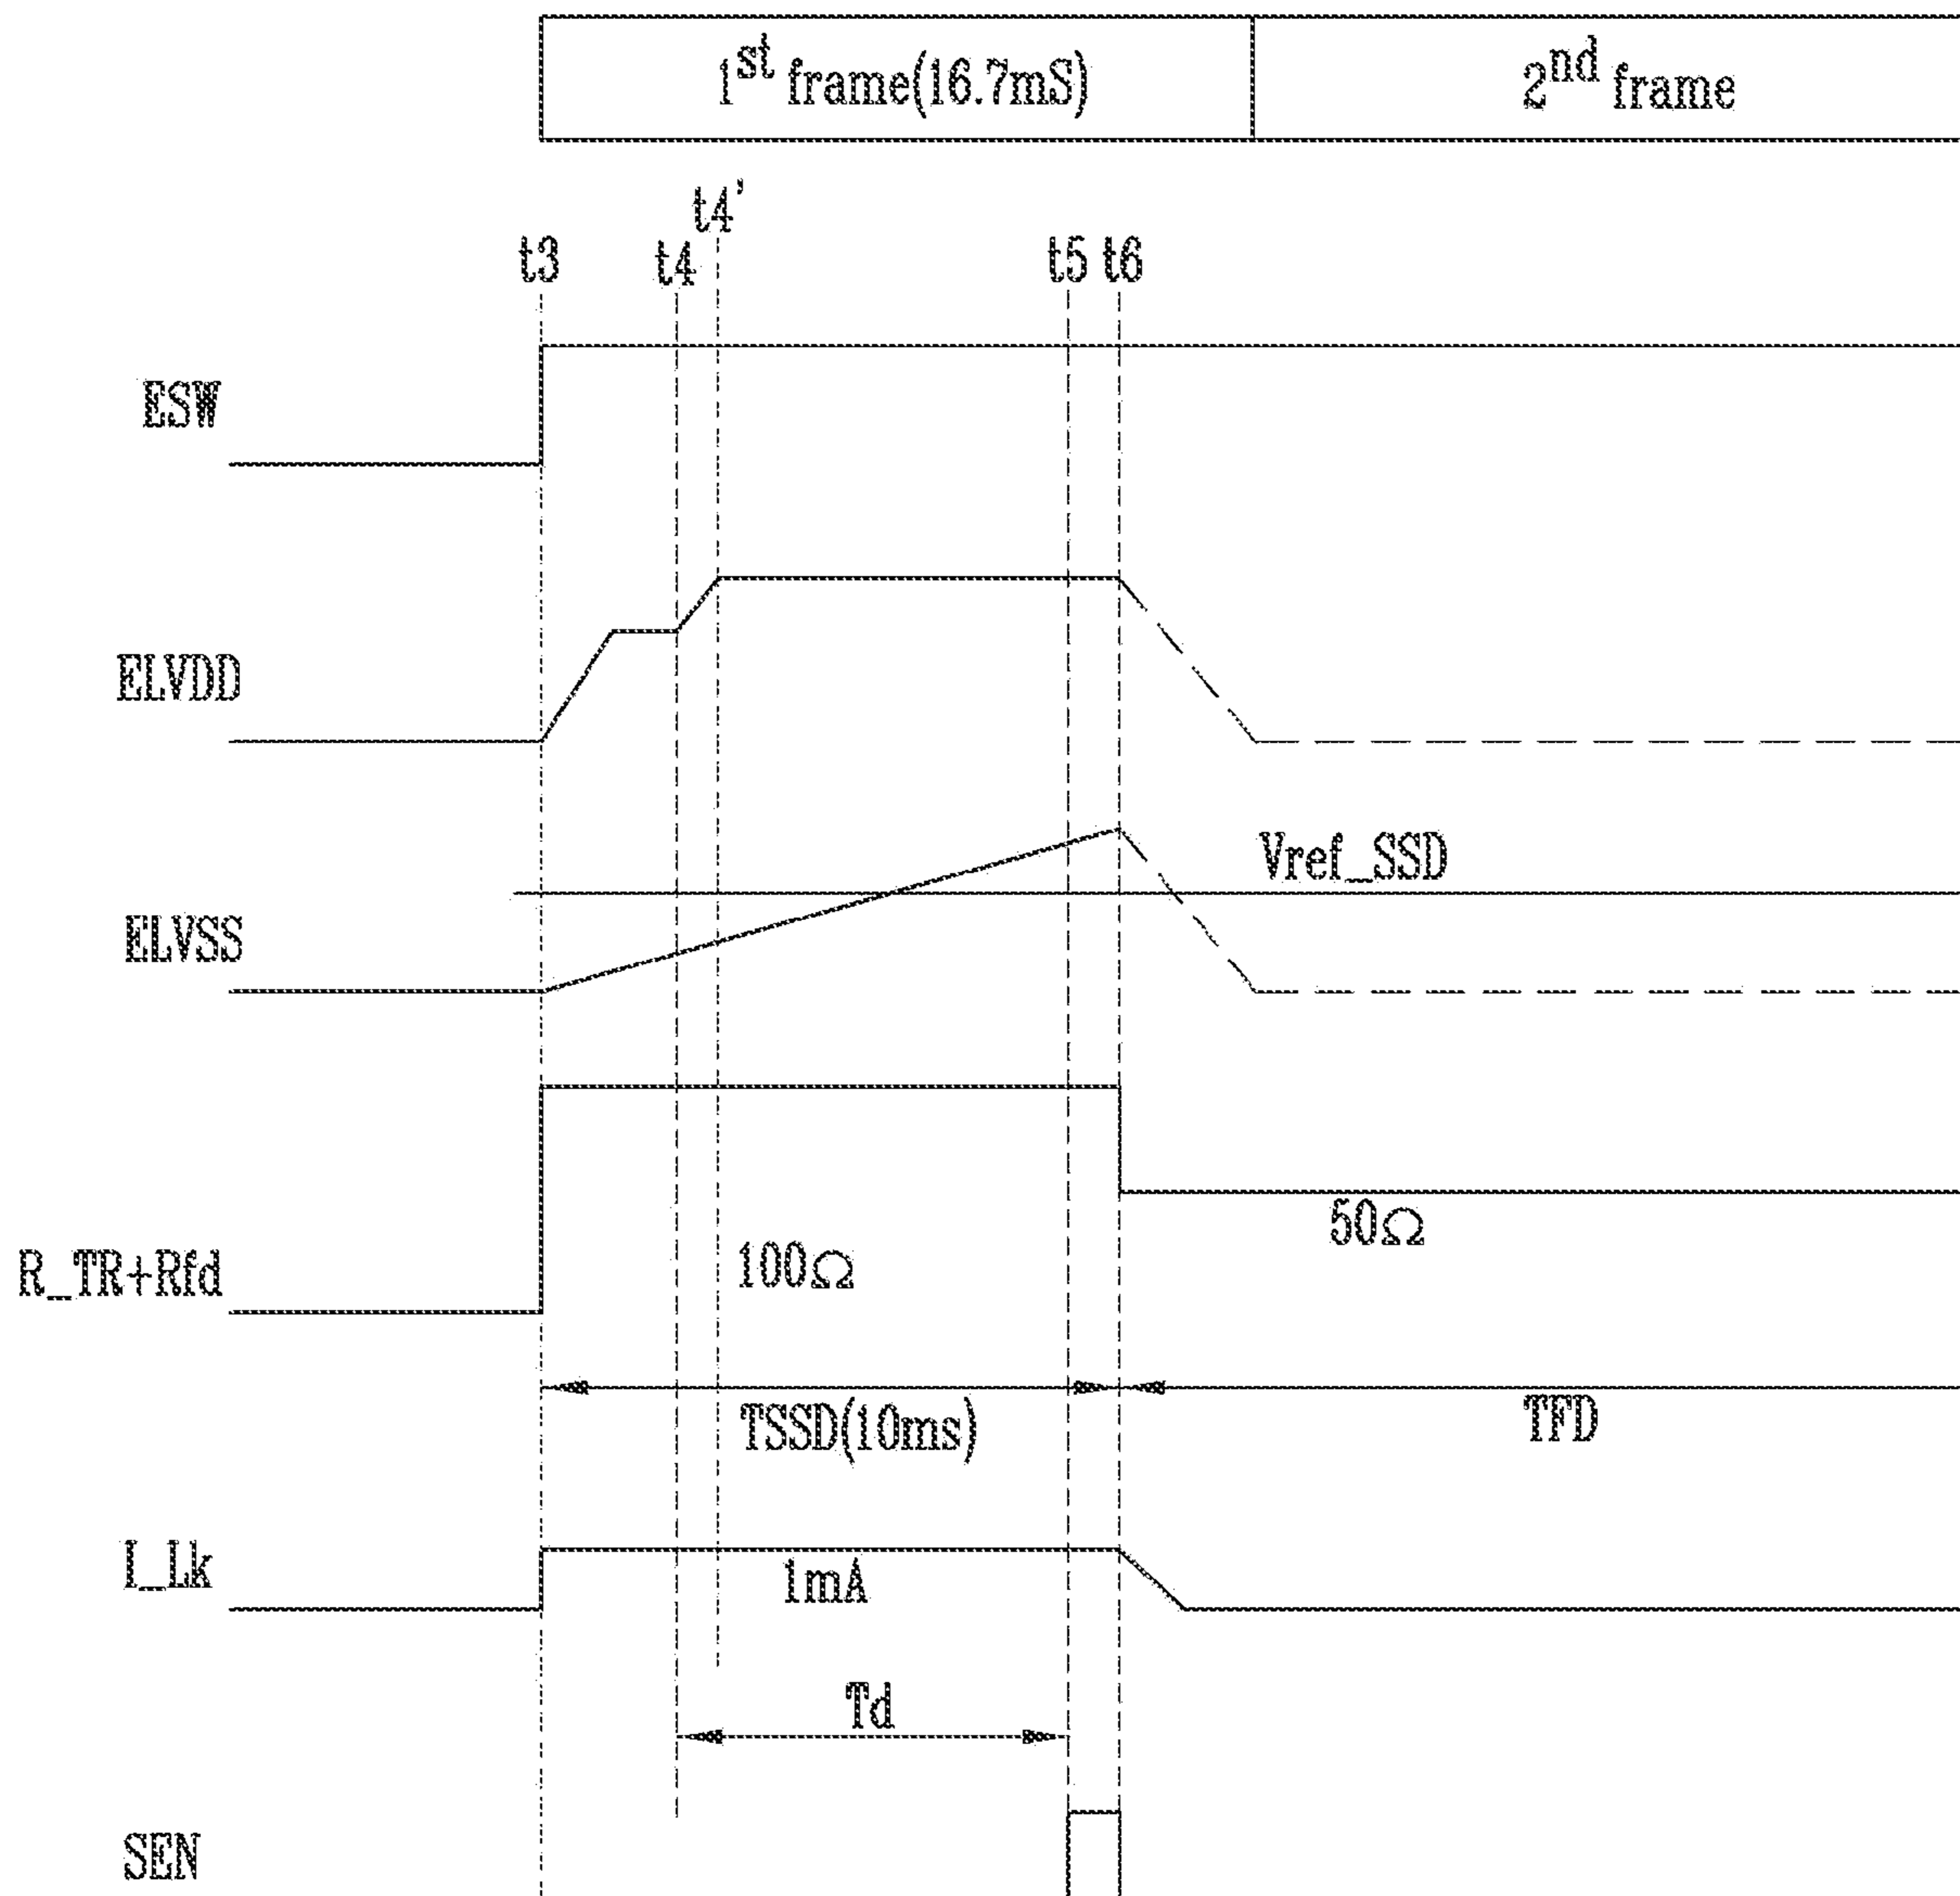 1st frame(16.7mS)
2nd frame
t4'
t3
t4
t5
t6
ESW
ELVDD
Vref_SSD
ELVSS
50Ω
100Ω
R_TR+Rfd
TSSD(10ms)
TFD
I_Lk
1mA
Td
SEN